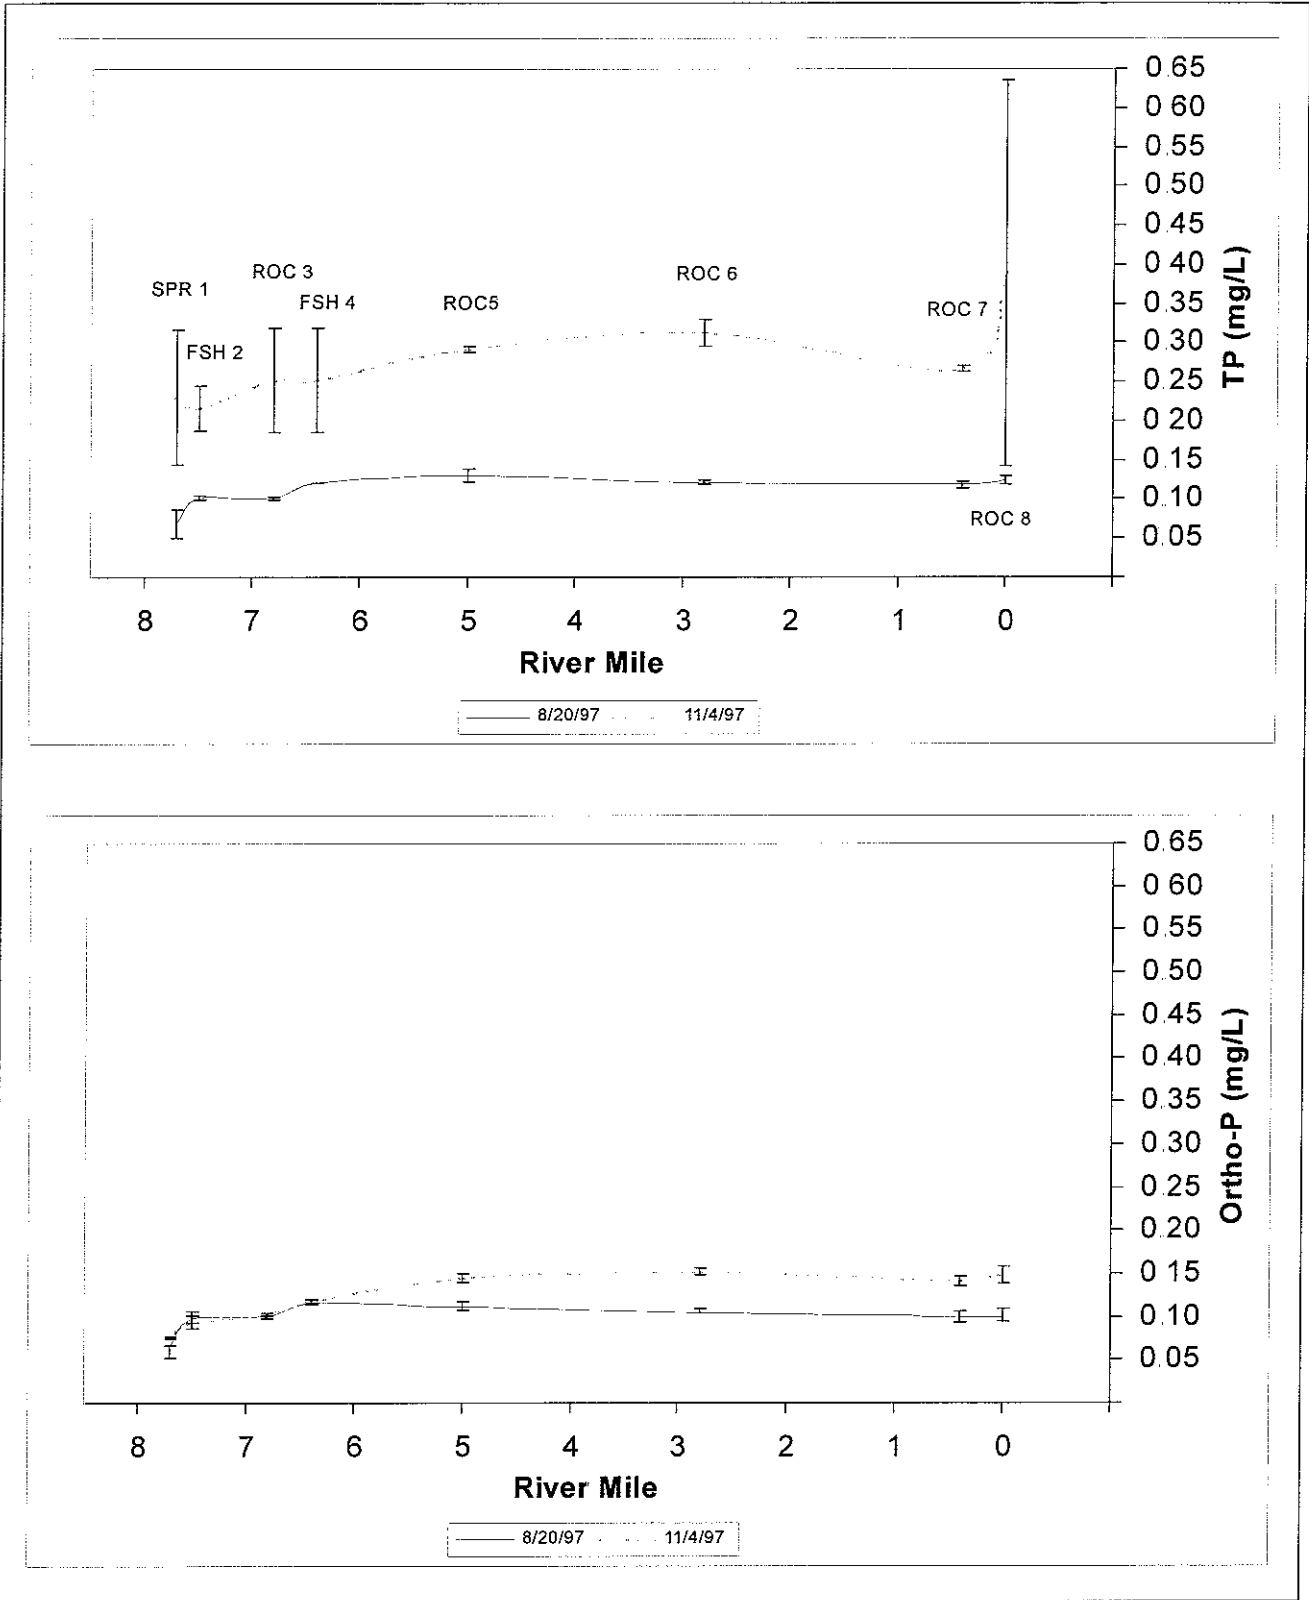 0.65
0.60
0.55
0.50
0.45
0.40
0.35
0.30
0.25
0.20
0.15
0.10
0.05
TP (mg/L)
SPR 1
FSH 2
ROC 3
FSH 4
ROC5
ROC 6
ROC 7
ROC 8
8 7 6 5 4 3 2 1 0
River Mile
8/20/97 11/4/97
0.65
0.60
0.55
0.50
0.45
0.40
0.35
0.30
0.25
0.20
0.15
0.10
0.05
Ortho-P (mg/L)
8 7 6 5 4 3 2 1 0
River Mile
8/20/97 11/4/97